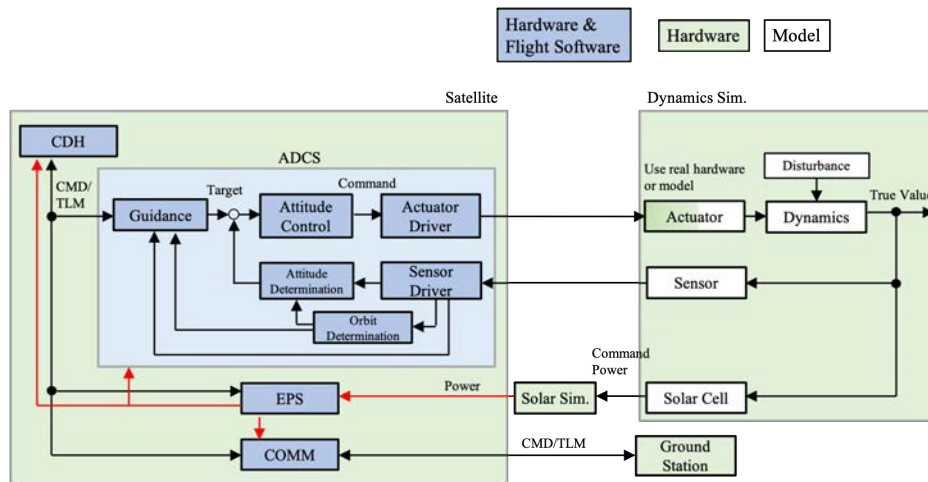 Hardware &
Flight Software
Hardware
Model
Satellite
Dynamics Sim.
CDH
ADCS
CMD/
TLM
Target
Command
Guidance
Attitude
Control
Actuator
Driver
Use real hardware
or model
Disturbance
Actuator
Dynamics
True Value
Attitude
Determination
Sensor
Driver
Sensor
Orbit
Determination
Command
Power
Power
EPS
Solar Sim.
Solar Cell
CMD/TLM
COMM
Ground
Station